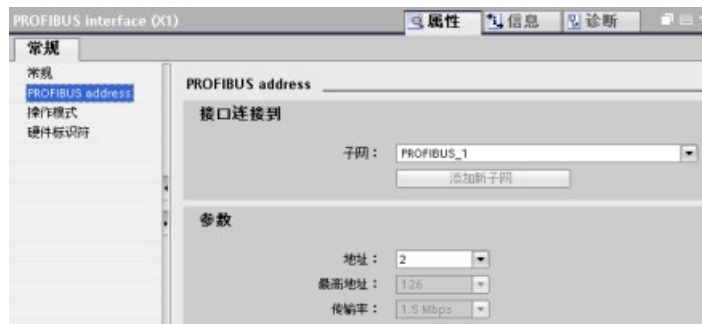 PROFIBUS interface (X1)
属性 信息 诊断
常规
常规
PROFIBUS address
操作模式
硬件标识符
PROFIBUS address
接口连接到
子网： PROFIBUS_1
添加新子网
参数
地址： 2
最高地址： 126
传输率： 1.5 Mbps